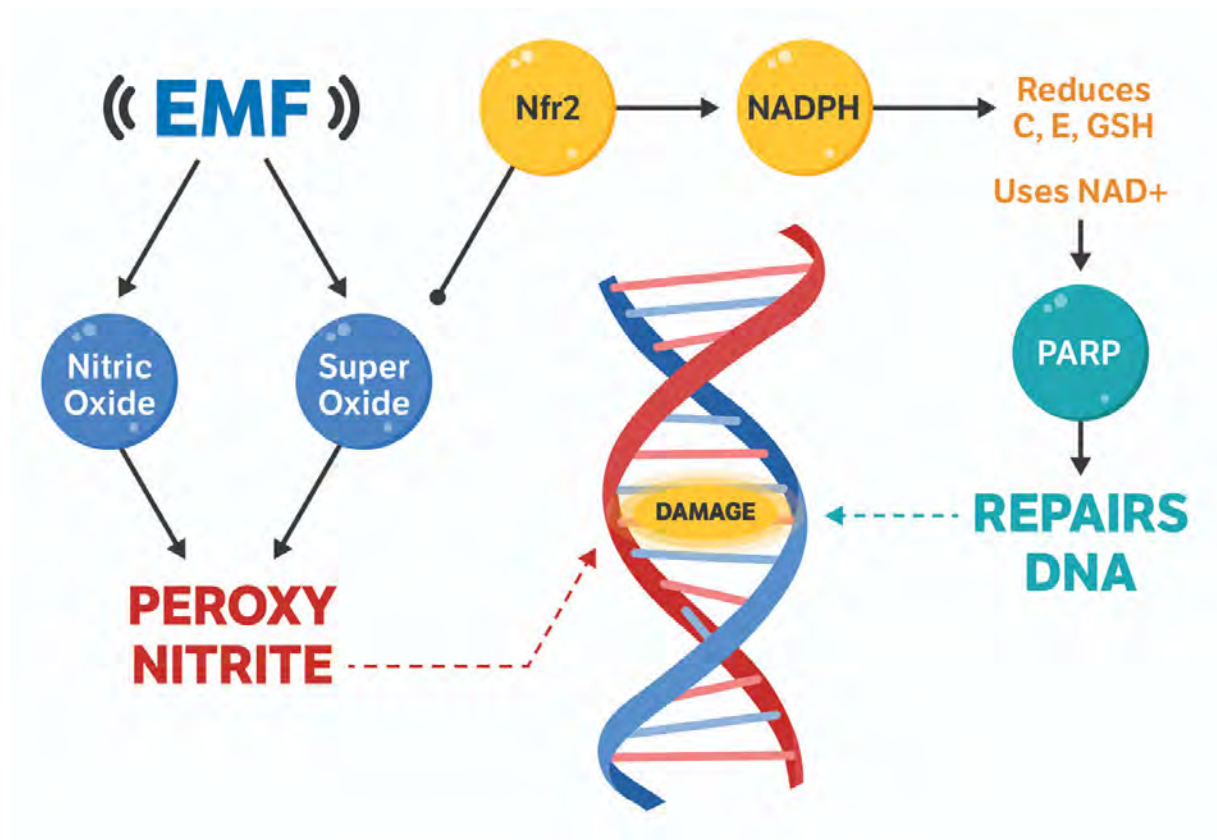 EMF
Nfr2
NADPH
Reduces
C, E, GSH
Uses NAD+
Nitric
Oxide
Super
Oxide
PARP
DAMAGE
REPAIRS
DNA
PEROXY
NITRITE